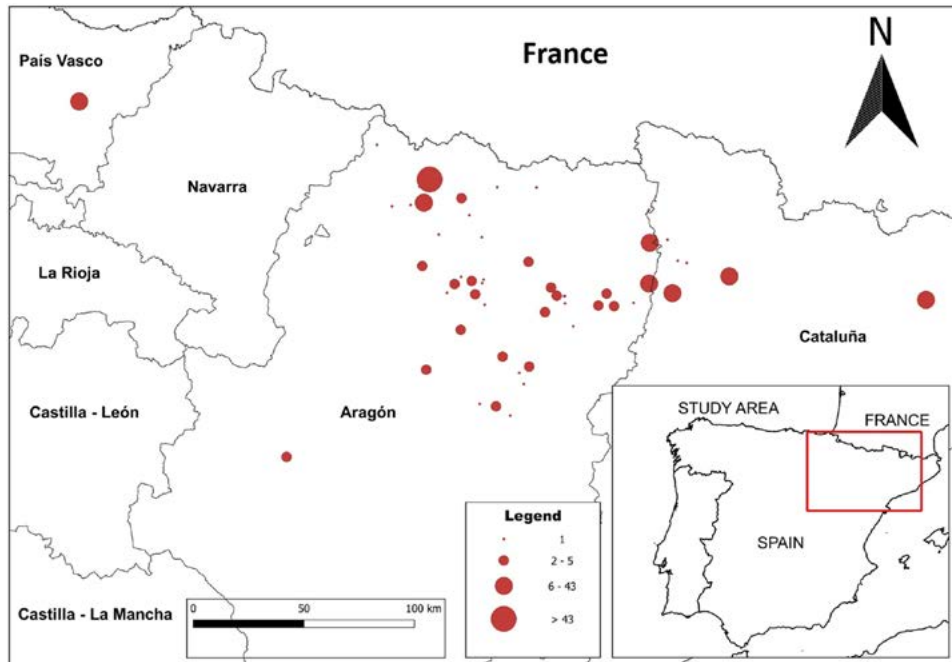 País Vasco
France
N
Navarra
La Rioja
Cataluña
Castilla - León
Aragón
Castilla - La Mancha
0 50 100 km
Legend
1
2 - 5
6 - 43
> 43
STUDY AREA
FRANCE
SPAIN